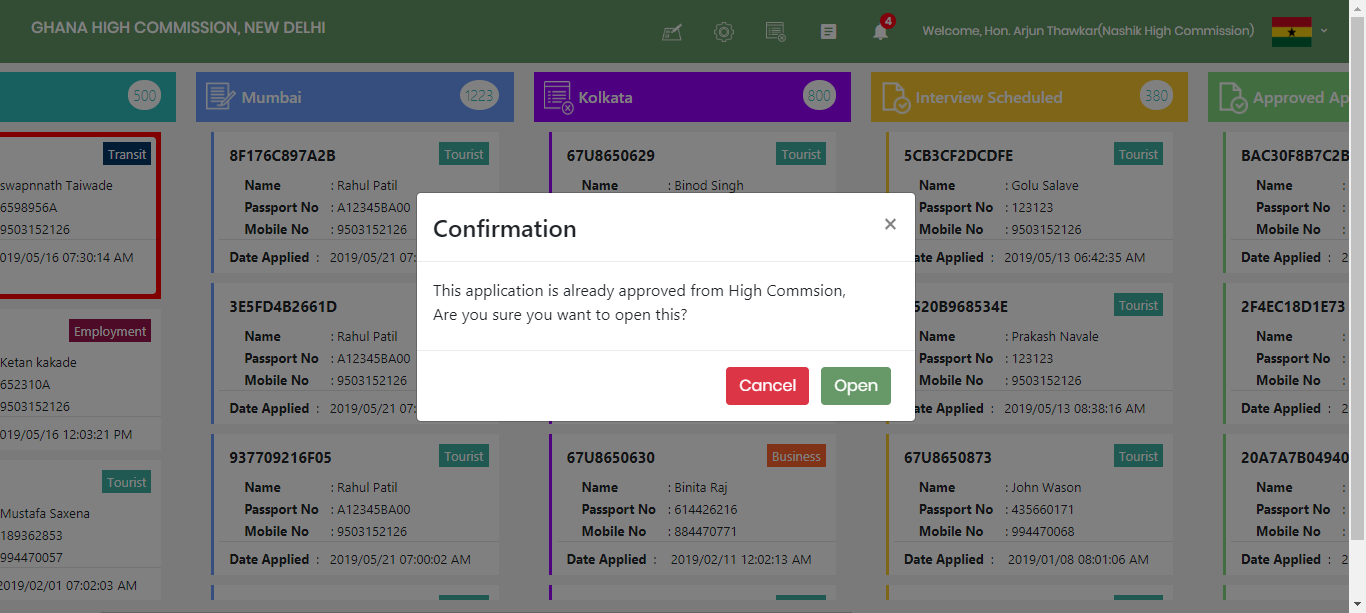 GHANA HIGH COMMISSION, NEW DELHI
4
Welcome, Hon. Arjun Thawkar(Nashik High Commission)
500
Mumbai 1223
Kolkata 800
Interview Scheduled 380
Approved Ap
Transit
swapnnath Taiwade
6598956A
9503152126
019/05/16 07:30:14 AM
Employment
Ketan kakade
652310A
9503152126
019/05/16 12:03:21 PM
Tourist
Mustafa Saxena
189362853
994470057
2019/02/01 07:02:03 AM
8F176C897A2B Tourist
Name : Rahul Patil
Passport No : A12345BA00
Mobile No : 9503152126
Date Applied : 2019/05/21 07:
3E5FD4B2661D
Name : Rahul Patil
Passport No : A12345BA00
Mobile No : 9503152126
Date Applied : 2019/05/21 07:
937709216F05 Tourist
Name : Rahul Patil
Passport No : A12345BA00
Mobile No : 9503152126
Date Applied : 2019/05/21 07:00:02 AM
67U8650629 Tourist
Name : Binod Singh
Confirmation ×
This application is already approved from High Commsion,
Are you sure you want to open this?
Cancel Open
67U8650630 Business
Name : Binita Raj
Passport No : 614426216
Mobile No : 884470771
Date Applied : 2019/02/11 12:02:13 AM
5CB3CF2DCDFE Tourist
Name : Golu Salave
Passport No : 123123
Mobile No : 9503152126
ate Applied : 2019/05/13 06:42:35 AM
520B968534E Tourist
Name : Prakash Navale
Passport No : 123123
Mobile No : 9503152126
ate Applied : 2019/05/13 08:38:16 AM
67U8650873 Tourist
Name : John Wason
Passport No : 435660171
Mobile No : 994470068
Date Applied : 2019/01/08 08:01:06 AM
BAC30F8B7C2B
Name :
Passport No :
Mobile No :
Date Applied : 2
2F4EC18D1E73
Name :
Passport No :
Mobile No :
Date Applied : 2
20A7A7B04940
Name :
Passport No :
Mobile No :
Date Applied : 2